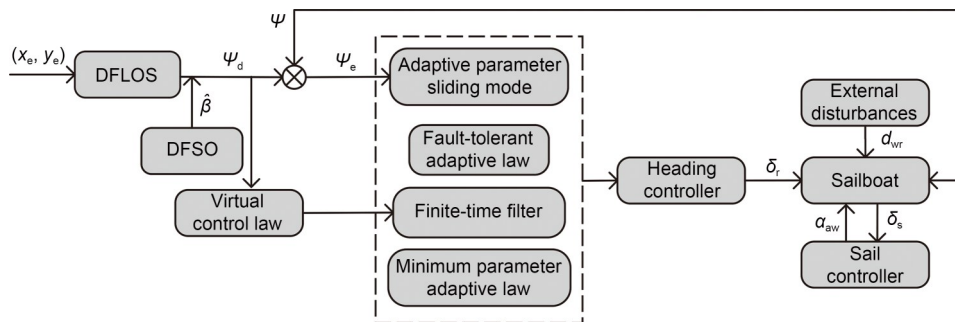 ψ
(xe, ye)
DFLOS
ψd
ψe
β̂
DFSO
Virtual
control law
Adaptive parameter
sliding mode
Fault-tolerant
adaptive law
Finite-time filter
Minimum parameter
adaptive law
Heading
controller
δr
External
disturbances
dwr
Sailboat
αaw
δs
Sail
controller